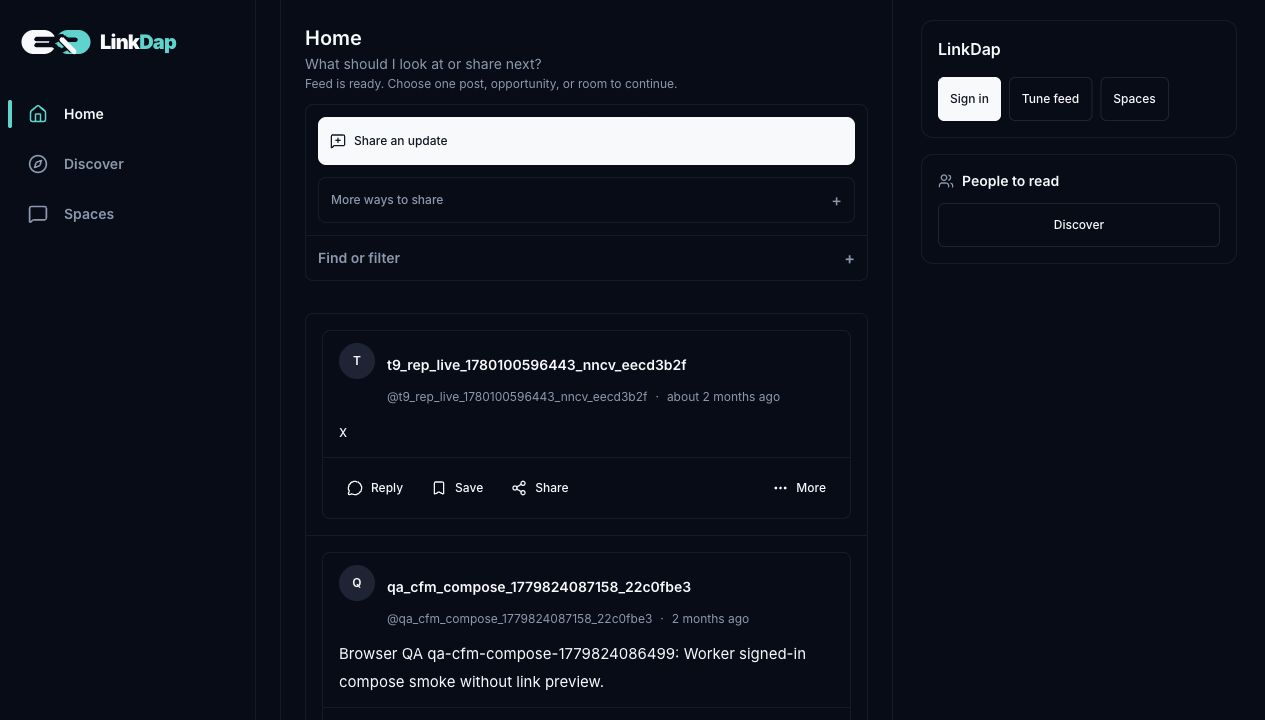 LinkDap
Home
Discover
Spaces
Home
What should I look at or share next?
Feed is ready. Choose one post, opportunity, or room to continue.
Share an update
More ways to share
+
Find or filter
+
T
t9_rep_live_1780100596443_nncv_eecd3b2f
@t9_rep_live_1780100596443_nncv_eecd3b2f · about 2 months ago
x
Reply Save Share More
Q
qa_cfm_compose_1779824087158_22c0fbe3
@qa_cfm_compose_1779824087158_22c0fbe3 · 2 months ago
Browser QA qa-cfm-compose-1779824086499: Worker signed-in
compose smoke without link preview.
LinkDap
Sign in Tune feed Spaces
People to read
Discover